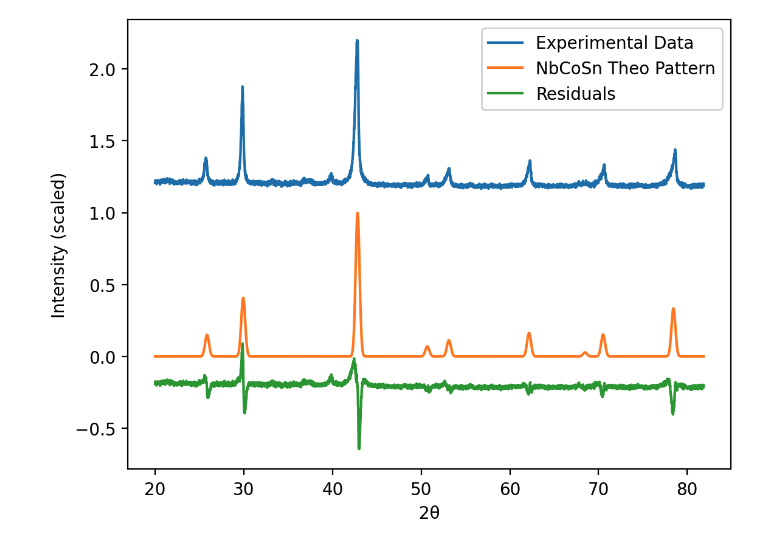 Experimental Data
NbCoSn Theo Pattern
Residuals
2.0
1.5
1.0
0.5
0.0
−0.5
Intensity (scaled)
20 30 40 50 60 70 80
2θ